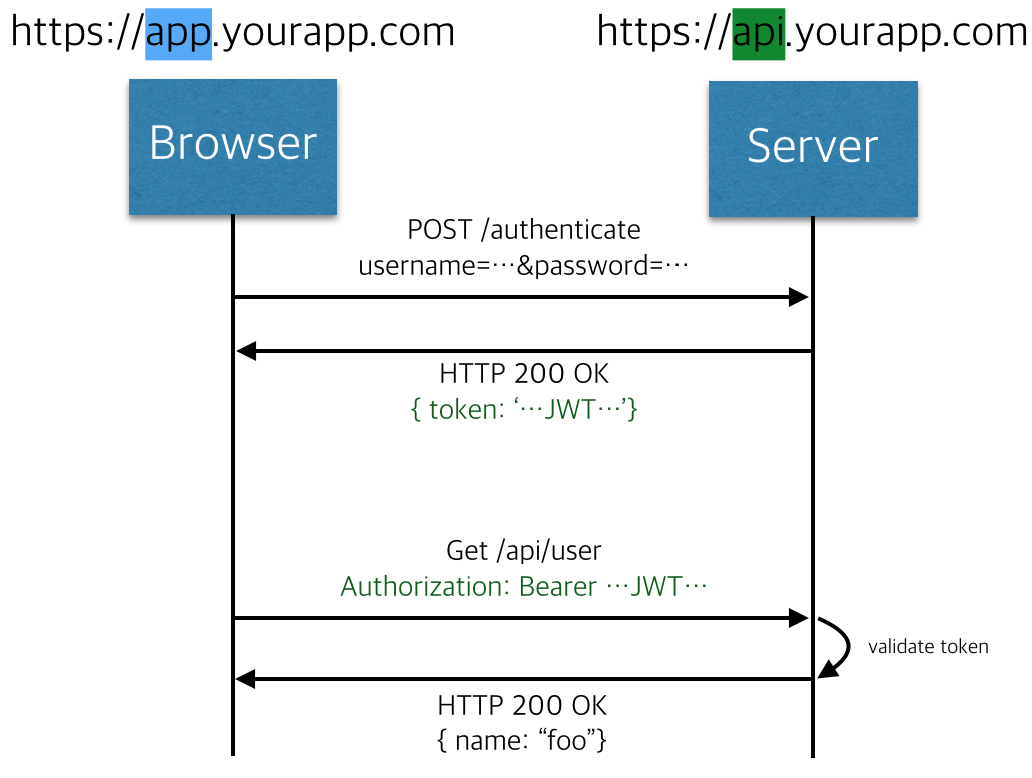 https://app.yourapp.com
https://api.yourapp.com
Browser
Server
POST /authenticate
username=…&password=…
HTTP 200 OK
{ token: ‘…JWT…’}
Get /api/user
Authorization: Bearer …JWT…
validate token
HTTP 200 OK
{ name: “foo”}